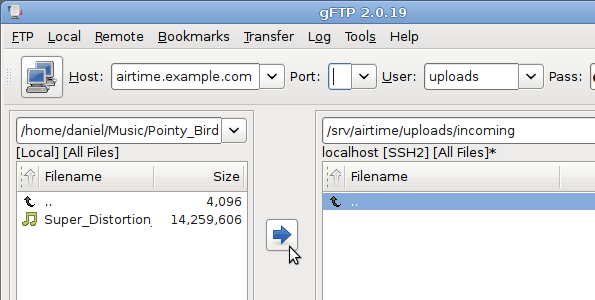 gFTP 2.0.19
FTP Local Remote Bookmarks Transfer Log Tools Help
Host: airtime.example.com Port: User: uploads Pass:
/home/daniel/Music/Pointy_Bird /srv/airtime/uploads/incoming
[Local] [All Files] localhost [SSH2] [All Files]*
Filename Size Filename
.. 4,096 ..
Super_Distortion_ 14,259,606